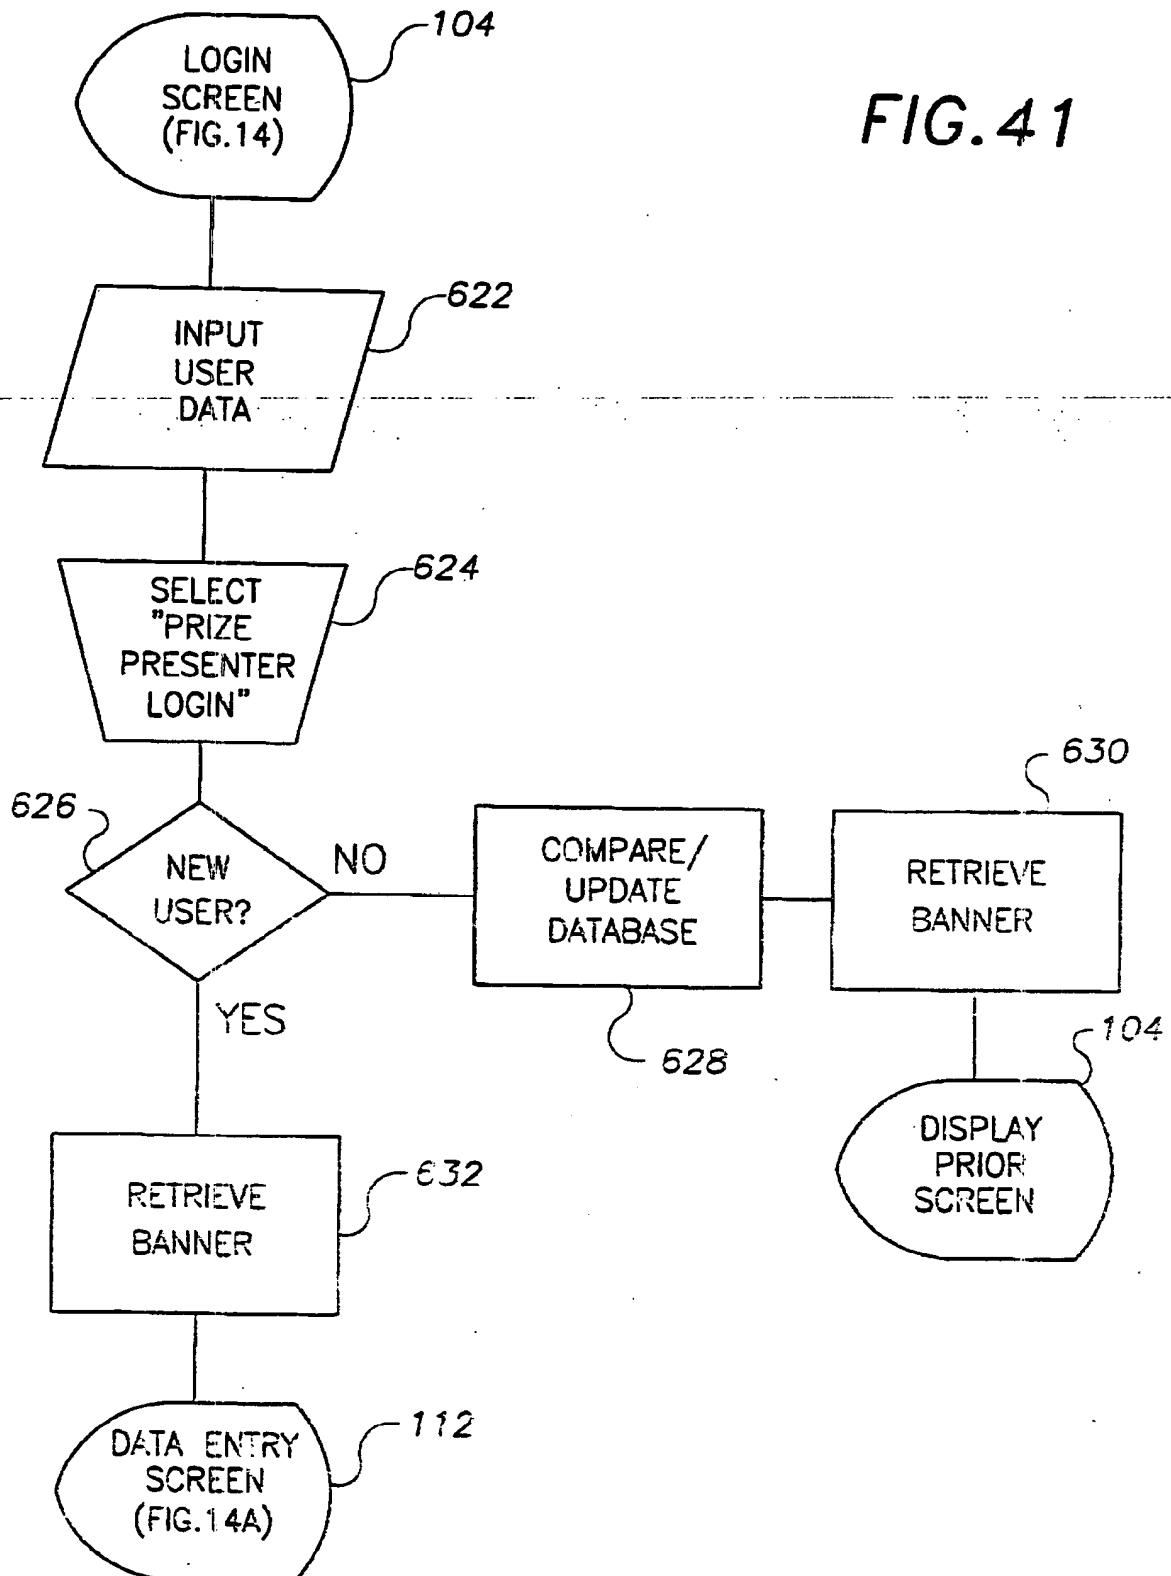 104
LOGIN
SCREEN
(FIG.14)
FIG.41
622
INPUT
USER
DATA
624
SELECT
"PRIZE
PRESENTER
LOGIN"
626
NEW
USER?
NO
COMPARE/
UPDATE
DATABASE
628
630
RETRIEVE
BANNER
104
DISPLAY
PRIOR
SCREEN
YES
632
RETRIEVE
BANNER
112
DATA ENTRY
SCREEN
(FIG.14A)